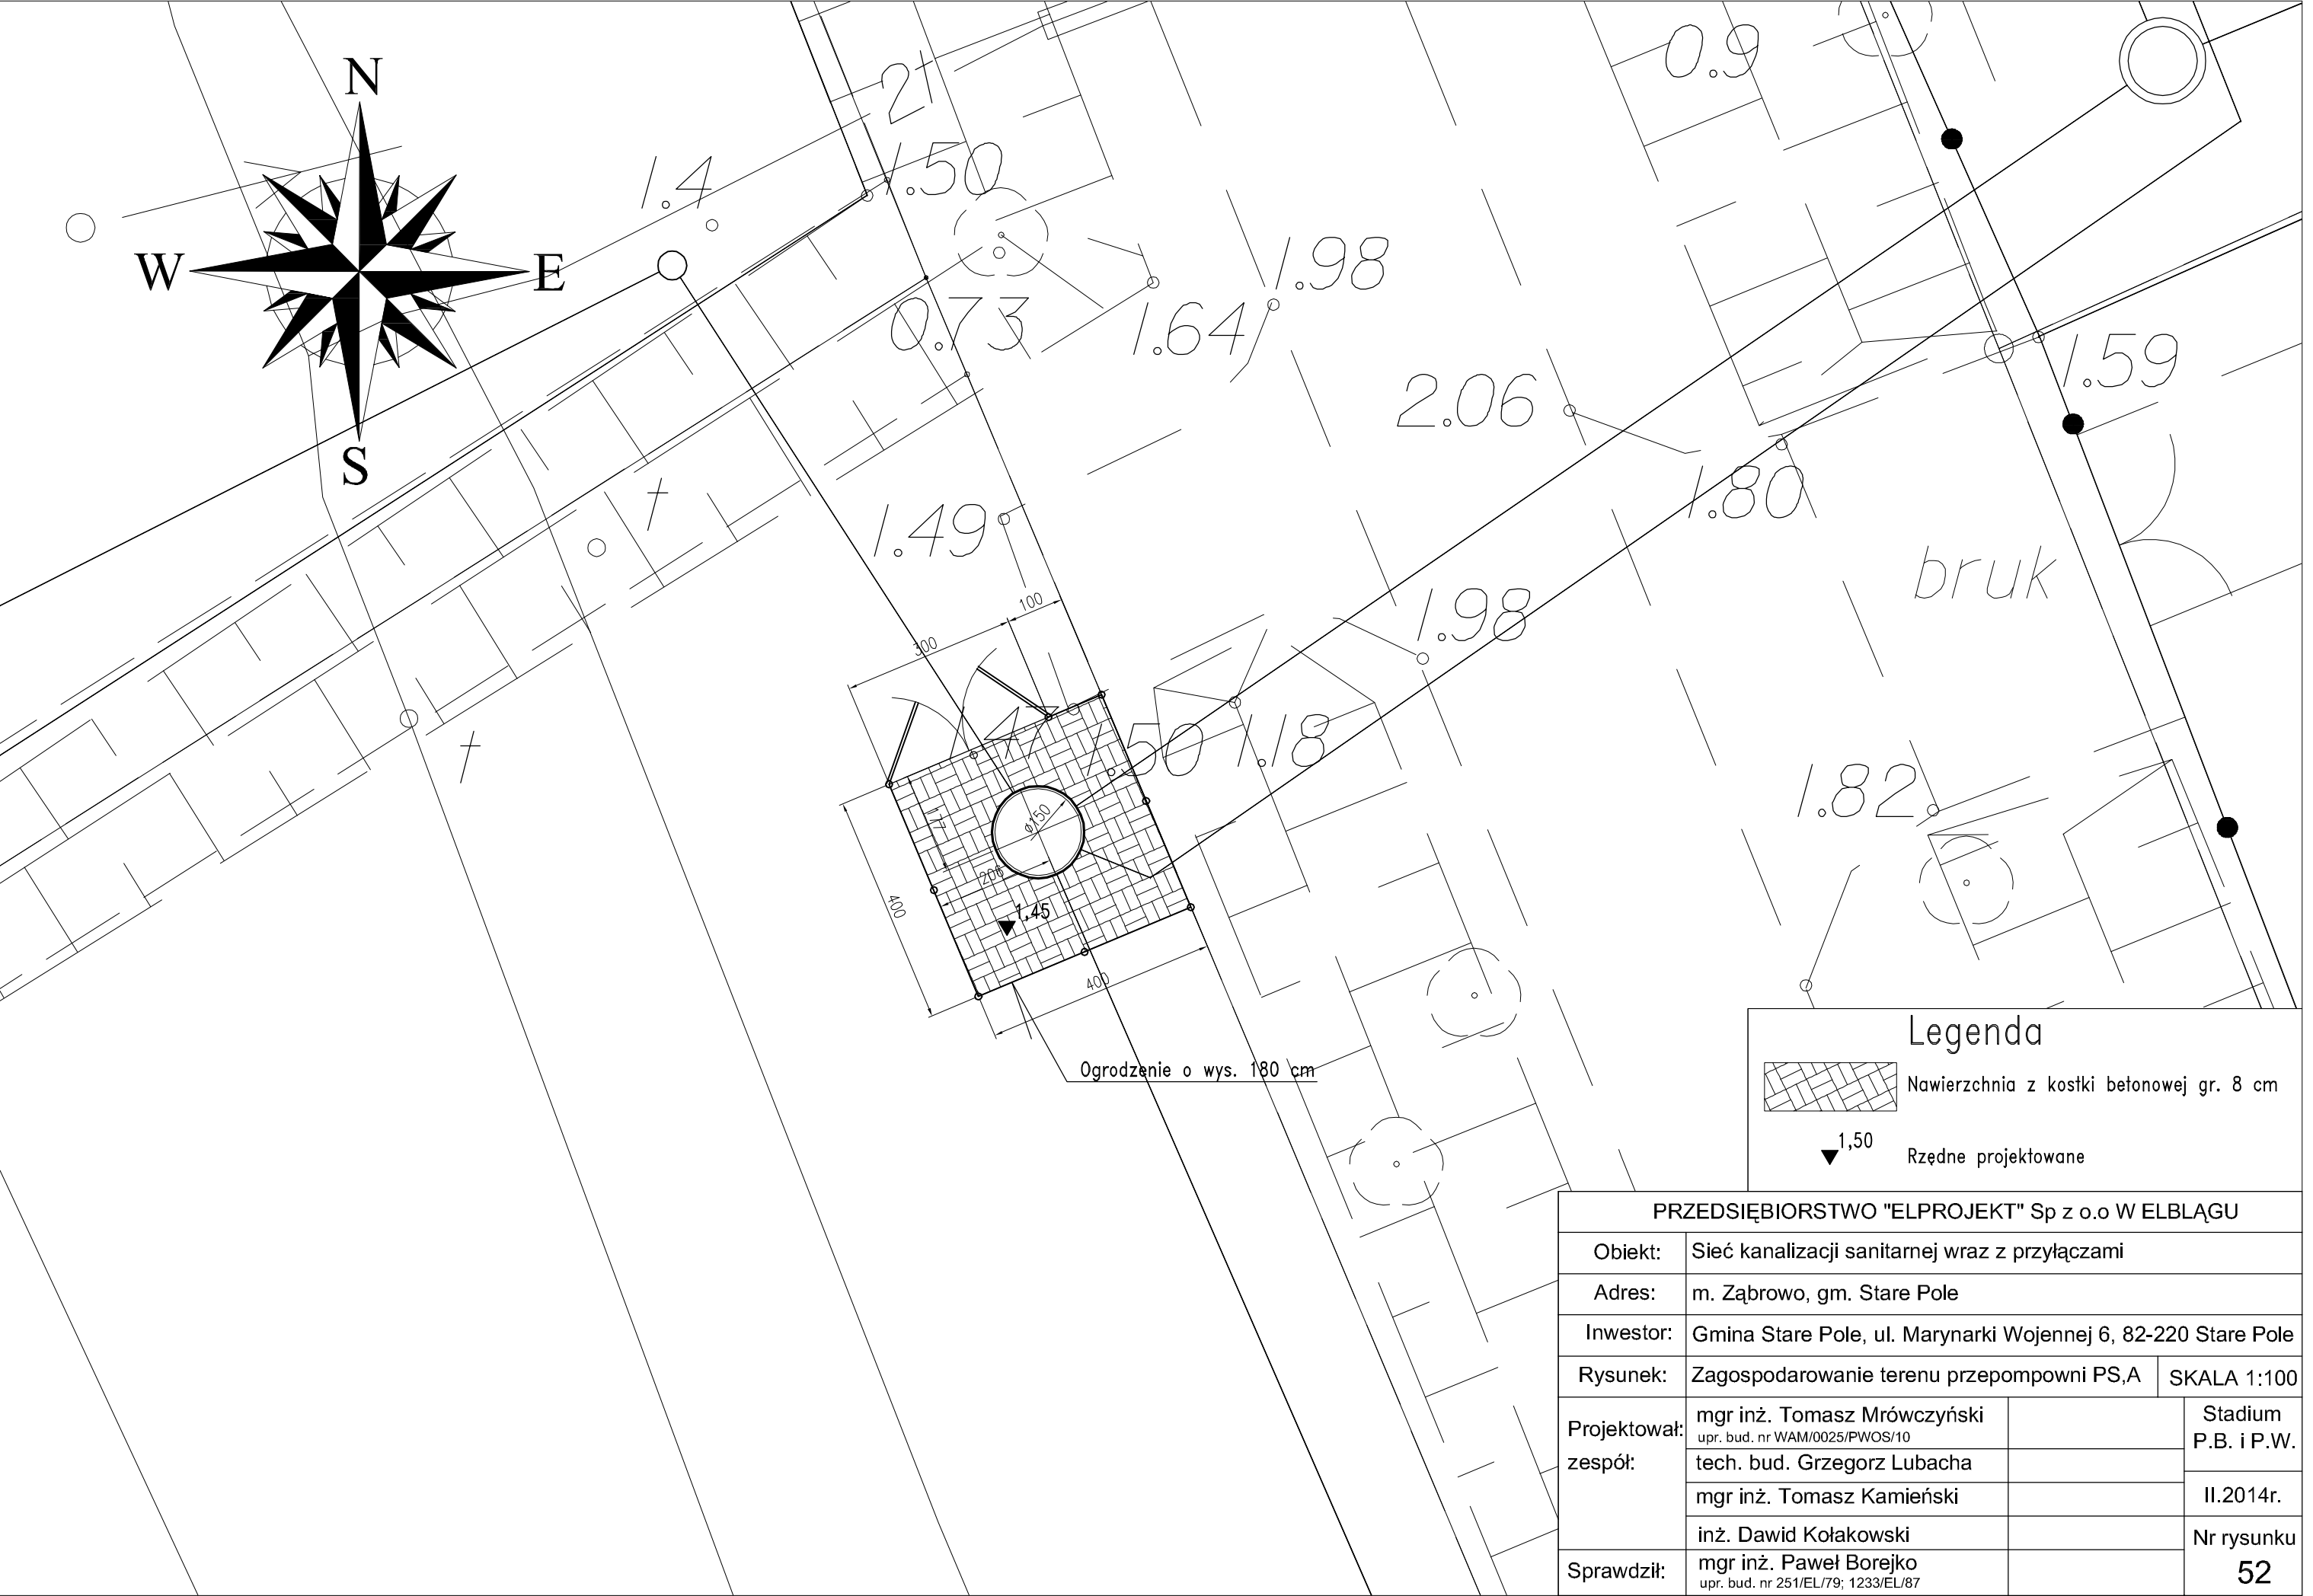 N
W
E
S
21
1.4
1.50
0.9
1.98
0.73
1.64
2.06
1.59
1.80
1.49
bruk
1.98
100
300
1.50
1.18
1.82
ø150
177
206
1,45
400
400
Ogrodzenie o wys. 180 cm
Legenda
Nawierzchnia z kostki betonowej gr. 8 cm
1,50
Rzędne projektowane
PRZEDSIĘBIORSTWO "ELPROJEKT" Sp z o.o W ELBLĄGU
Obiekt: Sieć kanalizacji sanitarnej wraz z przyłączami
Adres: m. Ząbrowo, gm. Stare Pole
Inwestor: Gmina Stare Pole, ul. Marynarki Wojennej 6, 82-220 Stare Pole
Rysunek: Zagospodarowanie terenu przepompowni PS,A SKALA 1:100
Projektował: mgr inż. Tomasz Mrówczyński
upr. bud. nr WAM/0025/PWOS/10
Stadium
P.B. i P.W.
zespół: tech. bud. Grzegorz Lubacha
mgr inż. Tomasz Kamieński
II.2014r.
inż. Dawid Kołakowski
Nr rysunku
52
Sprawdził: mgr inż. Paweł Borejko
upr. bud. nr 251/EL/79; 1233/EL/87